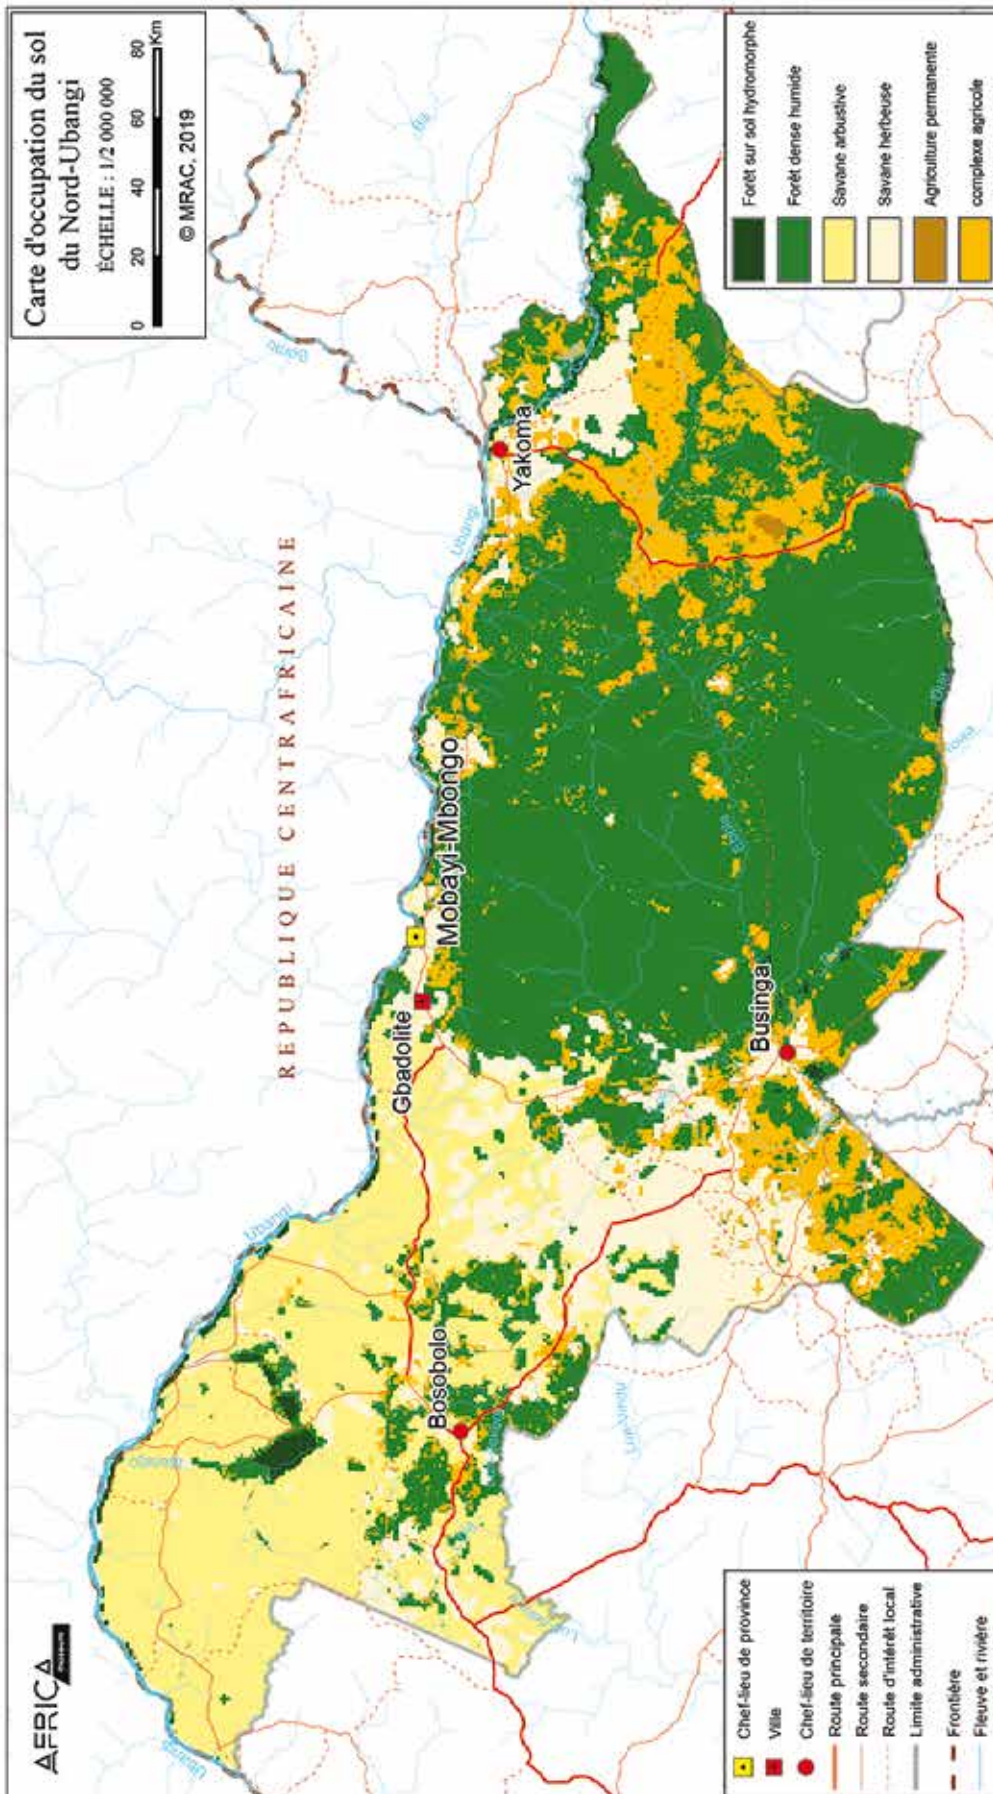 AFRICA
museum
Carte d'occupation du sol
du Nord-Ubangi
ÉCHELLE : 1/2 000 000
0 20 40 60 80 Km
© MRAC, 2019
REPUBLIQUE CENTRAFRICAINE
Ubangi
Ubangi
Ubangi
Bili
Yakoma
Mobayi-Mbongo
Gbadolite
Bosobolo
Businga
Chef-lieu de province
Ville
Chef-lieu de territoire
Route principale
Route secondaire
Route d'intérêt local
Limite administrative
Frontière
Fleuve et rivière
Forêt sur sol hydromorphe
Forêt dense humide
Savane arbustive
Savane herbeuse
Agriculture permanente
complexe agricole